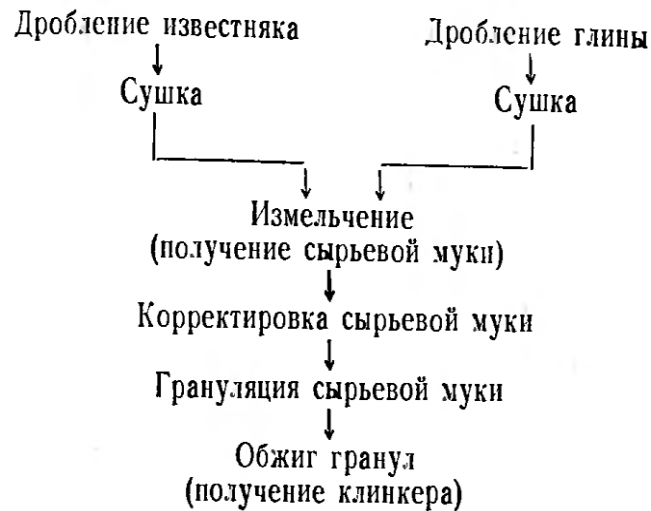 Дробление известняка
Дробление глины
Сушка
Сушка
Измельчение
(получение сырьевой муки)
Корректировка сырьевой муки
Грануляция сырьевой муки
Обжиг гранул
(получение клинкера)